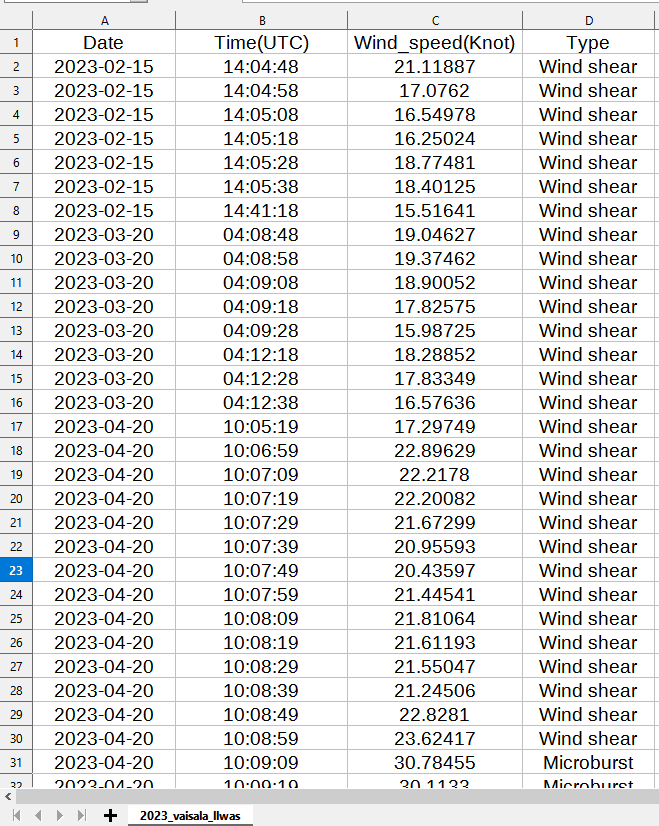 A B C D
1 Date Time(UTC) Wind_speed(Knot) Type
2 2023-02-15 14:04:48 21.11887 Wind shear
3 2023-02-15 14:04:58 17.0762 Wind shear
4 2023-02-15 14:05:08 16.54978 Wind shear
5 2023-02-15 14:05:18 16.25024 Wind shear
6 2023-02-15 14:05:28 18.77481 Wind shear
7 2023-02-15 14:05:38 18.40125 Wind shear
8 2023-02-15 14:41:18 15.51641 Wind shear
9 2023-03-20 04:08:48 19.04627 Wind shear
10 2023-03-20 04:08:58 19.37462 Wind shear
11 2023-03-20 04:09:08 18.90052 Wind shear
12 2023-03-20 04:09:18 17.82575 Wind shear
13 2023-03-20 04:09:28 15.98725 Wind shear
14 2023-03-20 04:12:18 18.28852 Wind shear
15 2023-03-20 04:12:28 17.83349 Wind shear
16 2023-03-20 04:12:38 16.57636 Wind shear
17 2023-04-20 10:05:19 17.29749 Wind shear
18 2023-04-20 10:06:59 22.89629 Wind shear
19 2023-04-20 10:07:09 22.2178 Wind shear
20 2023-04-20 10:07:19 22.20082 Wind shear
21 2023-04-20 10:07:29 21.67299 Wind shear
22 2023-04-20 10:07:39 20.95593 Wind shear
23 2023-04-20 10:07:49 20.43597 Wind shear
24 2023-04-20 10:07:59 21.44541 Wind shear
25 2023-04-20 10:08:09 21.81064 Wind shear
26 2023-04-20 10:08:19 21.61193 Wind shear
27 2023-04-20 10:08:29 21.55047 Wind shear
28 2023-04-20 10:08:39 21.24506 Wind shear
29 2023-04-20 10:08:49 22.8281 Wind shear
30 2023-04-20 10:08:59 23.62417 Wind shear
31 2023-04-20 10:09:09 30.78455 Microburst
32 2023-04-20 10:09:19 30.1133 Microburst
2023_vaisala_llwas